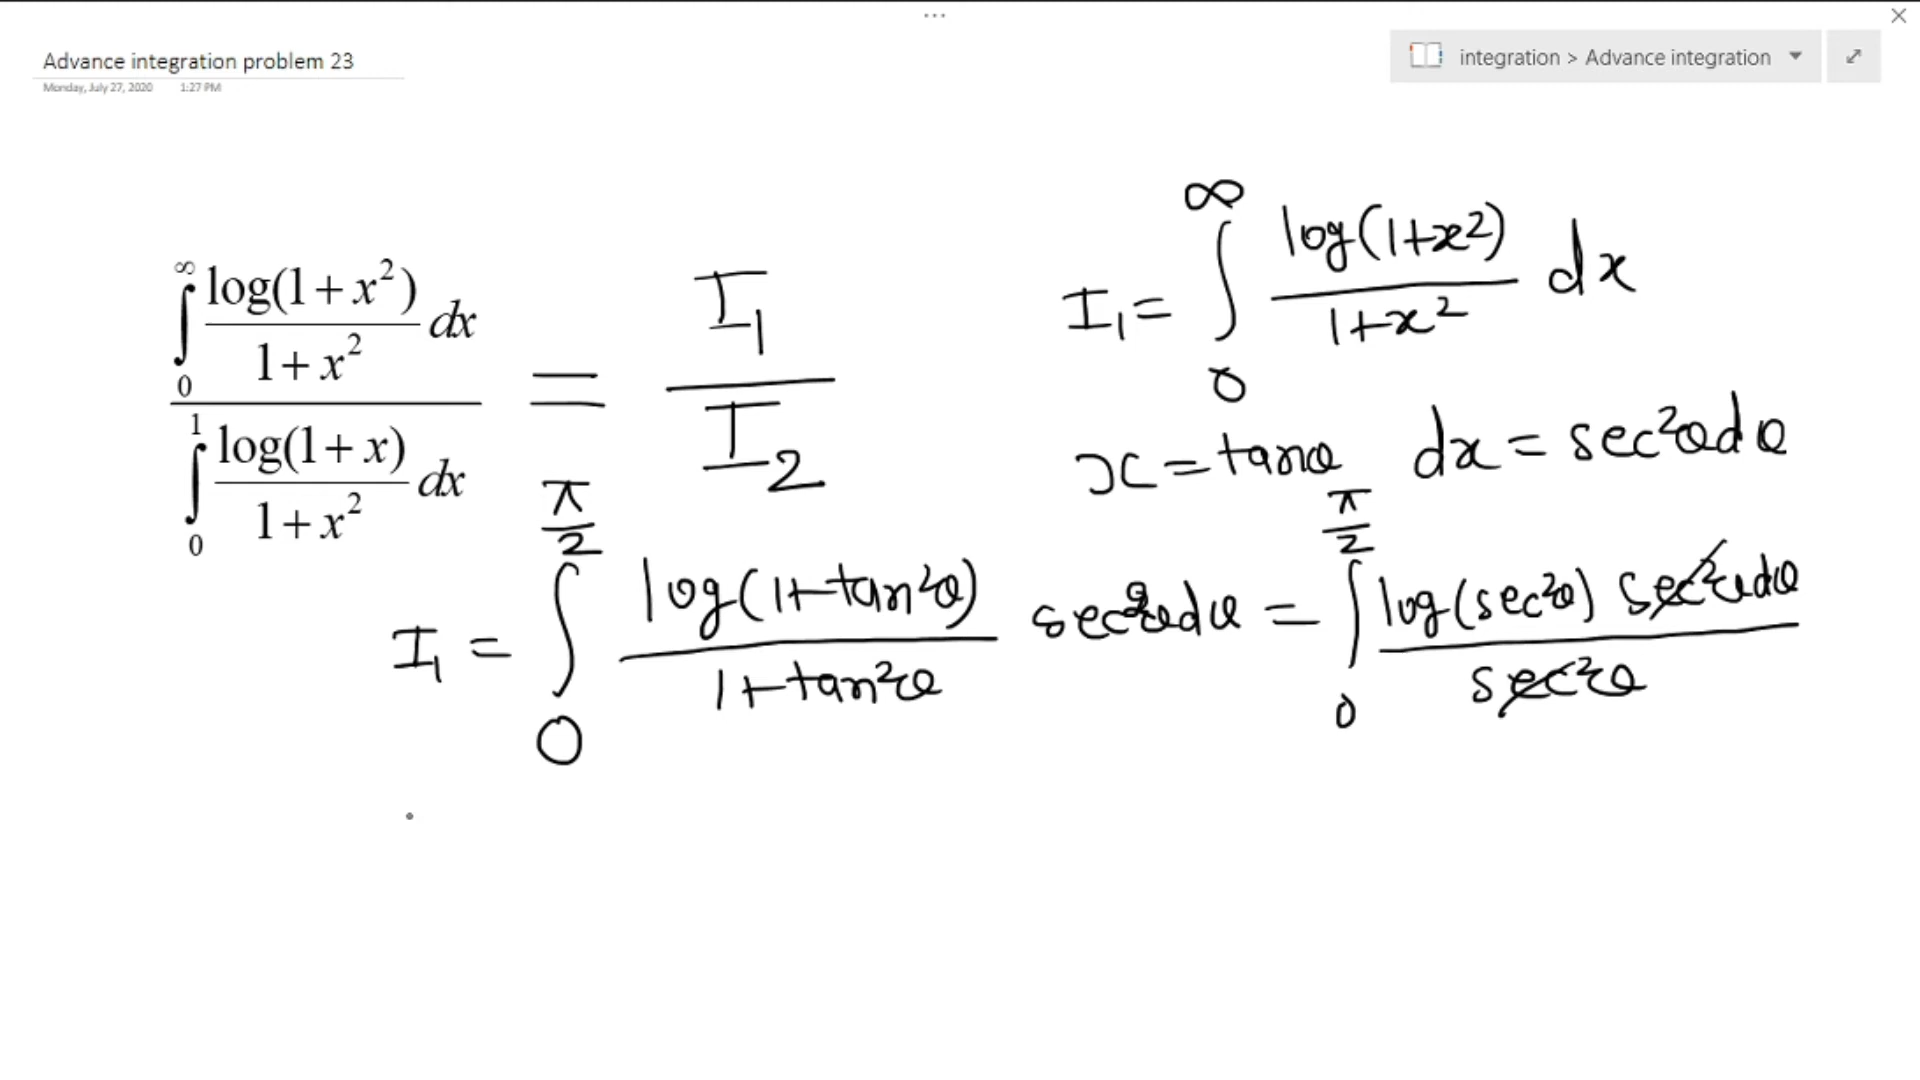 ...
Advance integration problem 23
Monday, July 27, 2020 1:27 PM
integration > Advance integration
∫₀^∞ log(1+x²)/(1+x²) dx / ∫₀¹ log(1+x)/(1+x²) dx = I₁/I₂
I₁ = ∫₀^∞ log(1+x²)/(1+x²) dx
x = tanθ dx = sec²θdθ
I₁ = ∫₀^(π/2) log(1+tan²θ)/(1+tan²θ) sec²θdθ = ∫₀^(π/2) log(sec²θ) sec²θdθ/sec²θ